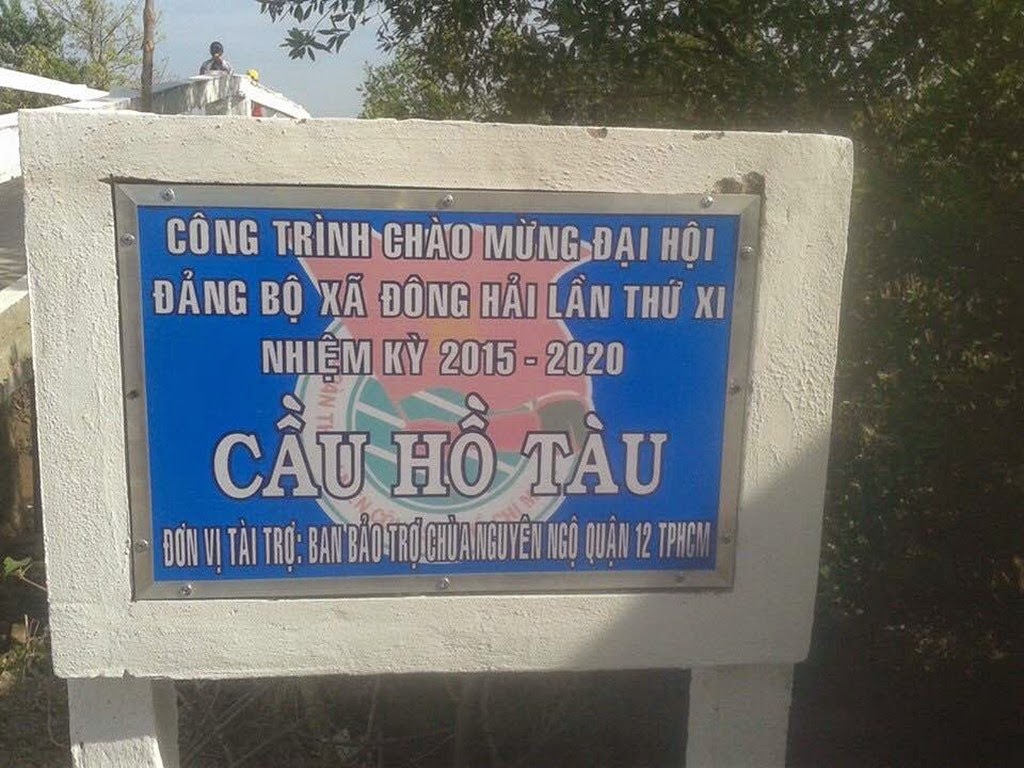 CÔNG TRÌNH CHÀO MỪNG ĐẠI HỘI
ĐẢNG BỘ XÃ ĐÔNG HẢI LẦN THỨ XI
NHIỆM KỲ 2015 - 2020
CẦU HỒ TÀU
ĐƠN VỊ TÀI TRỢ: BAN BẢO TRỢ CHÙA NGUYÊN NGỘ QUẬN 12 TPHCM